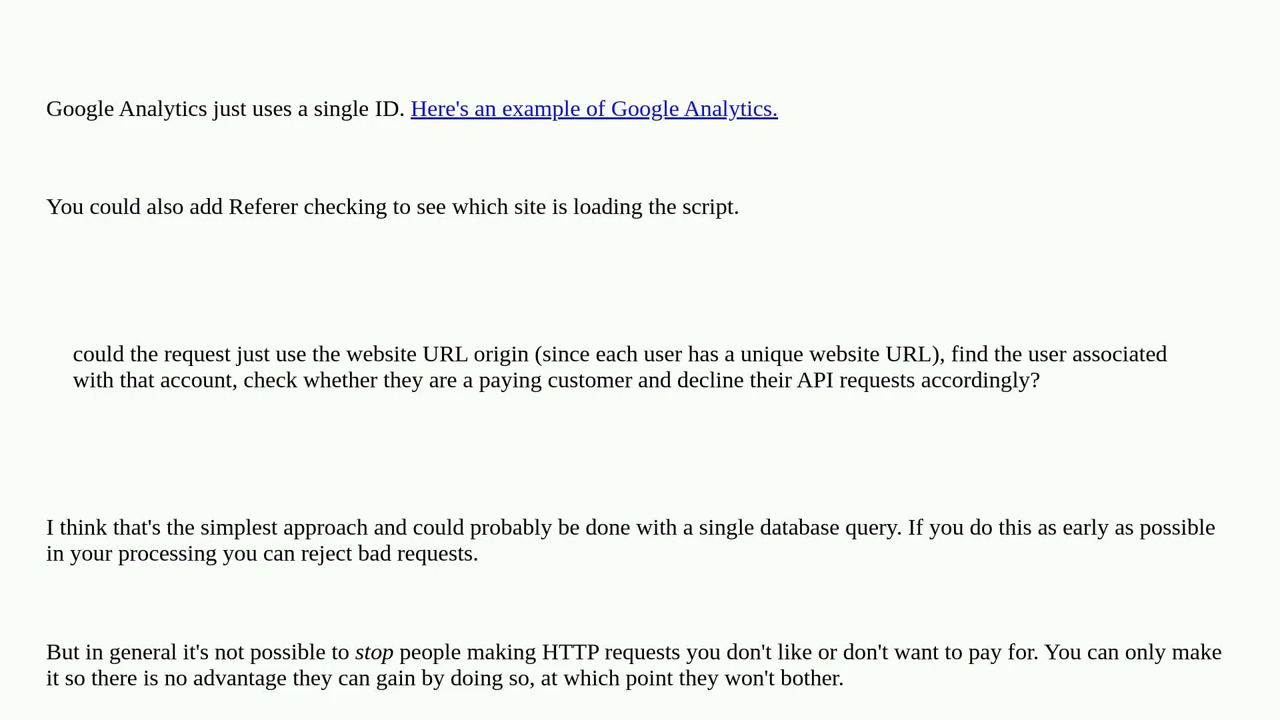 Google Analytics just uses a single ID. Here's an example of Google Analytics.
You could also add Referer checking to see which site is loading the script.
could the request just use the website URL origin (since each user has a unique website URL), find the user associated
with that account, check whether they are a paying customer and decline their API requests accordingly?
I think that's the simplest approach and could probably be done with a single database query. If you do this as early as possible
in your processing you can reject bad requests.
But in general it's not possible to stop people making HTTP requests you don't like or don't want to pay for. You can only make
it so there is no advantage they can gain by doing so, at which point they won't bother.